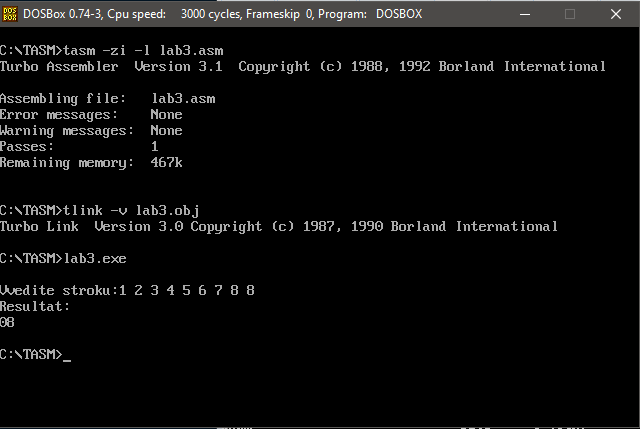 DOS
BOX
DOSBox 0.74-3, Cpu speed: 3000 cycles, Frameskip 0, Program: DOSBOX
C:\TASM>tasm -zi -l lab3.asm
Turbo Assembler Version 3.1 Copyright (c) 1988, 1992 Borland International
Assembling file: lab3.asm
Error messages: None
Warning messages: None
Passes: 1
Remaining memory: 467k
C:\TASM>tlink -v lab3.obj
Turbo Link Version 3.0 Copyright (c) 1987, 1990 Borland International
C:\TASM>lab3.exe
Vvedite stroku:1 2 3 4 5 6 7 8 8
Resultat:
08
C:\TASM>_